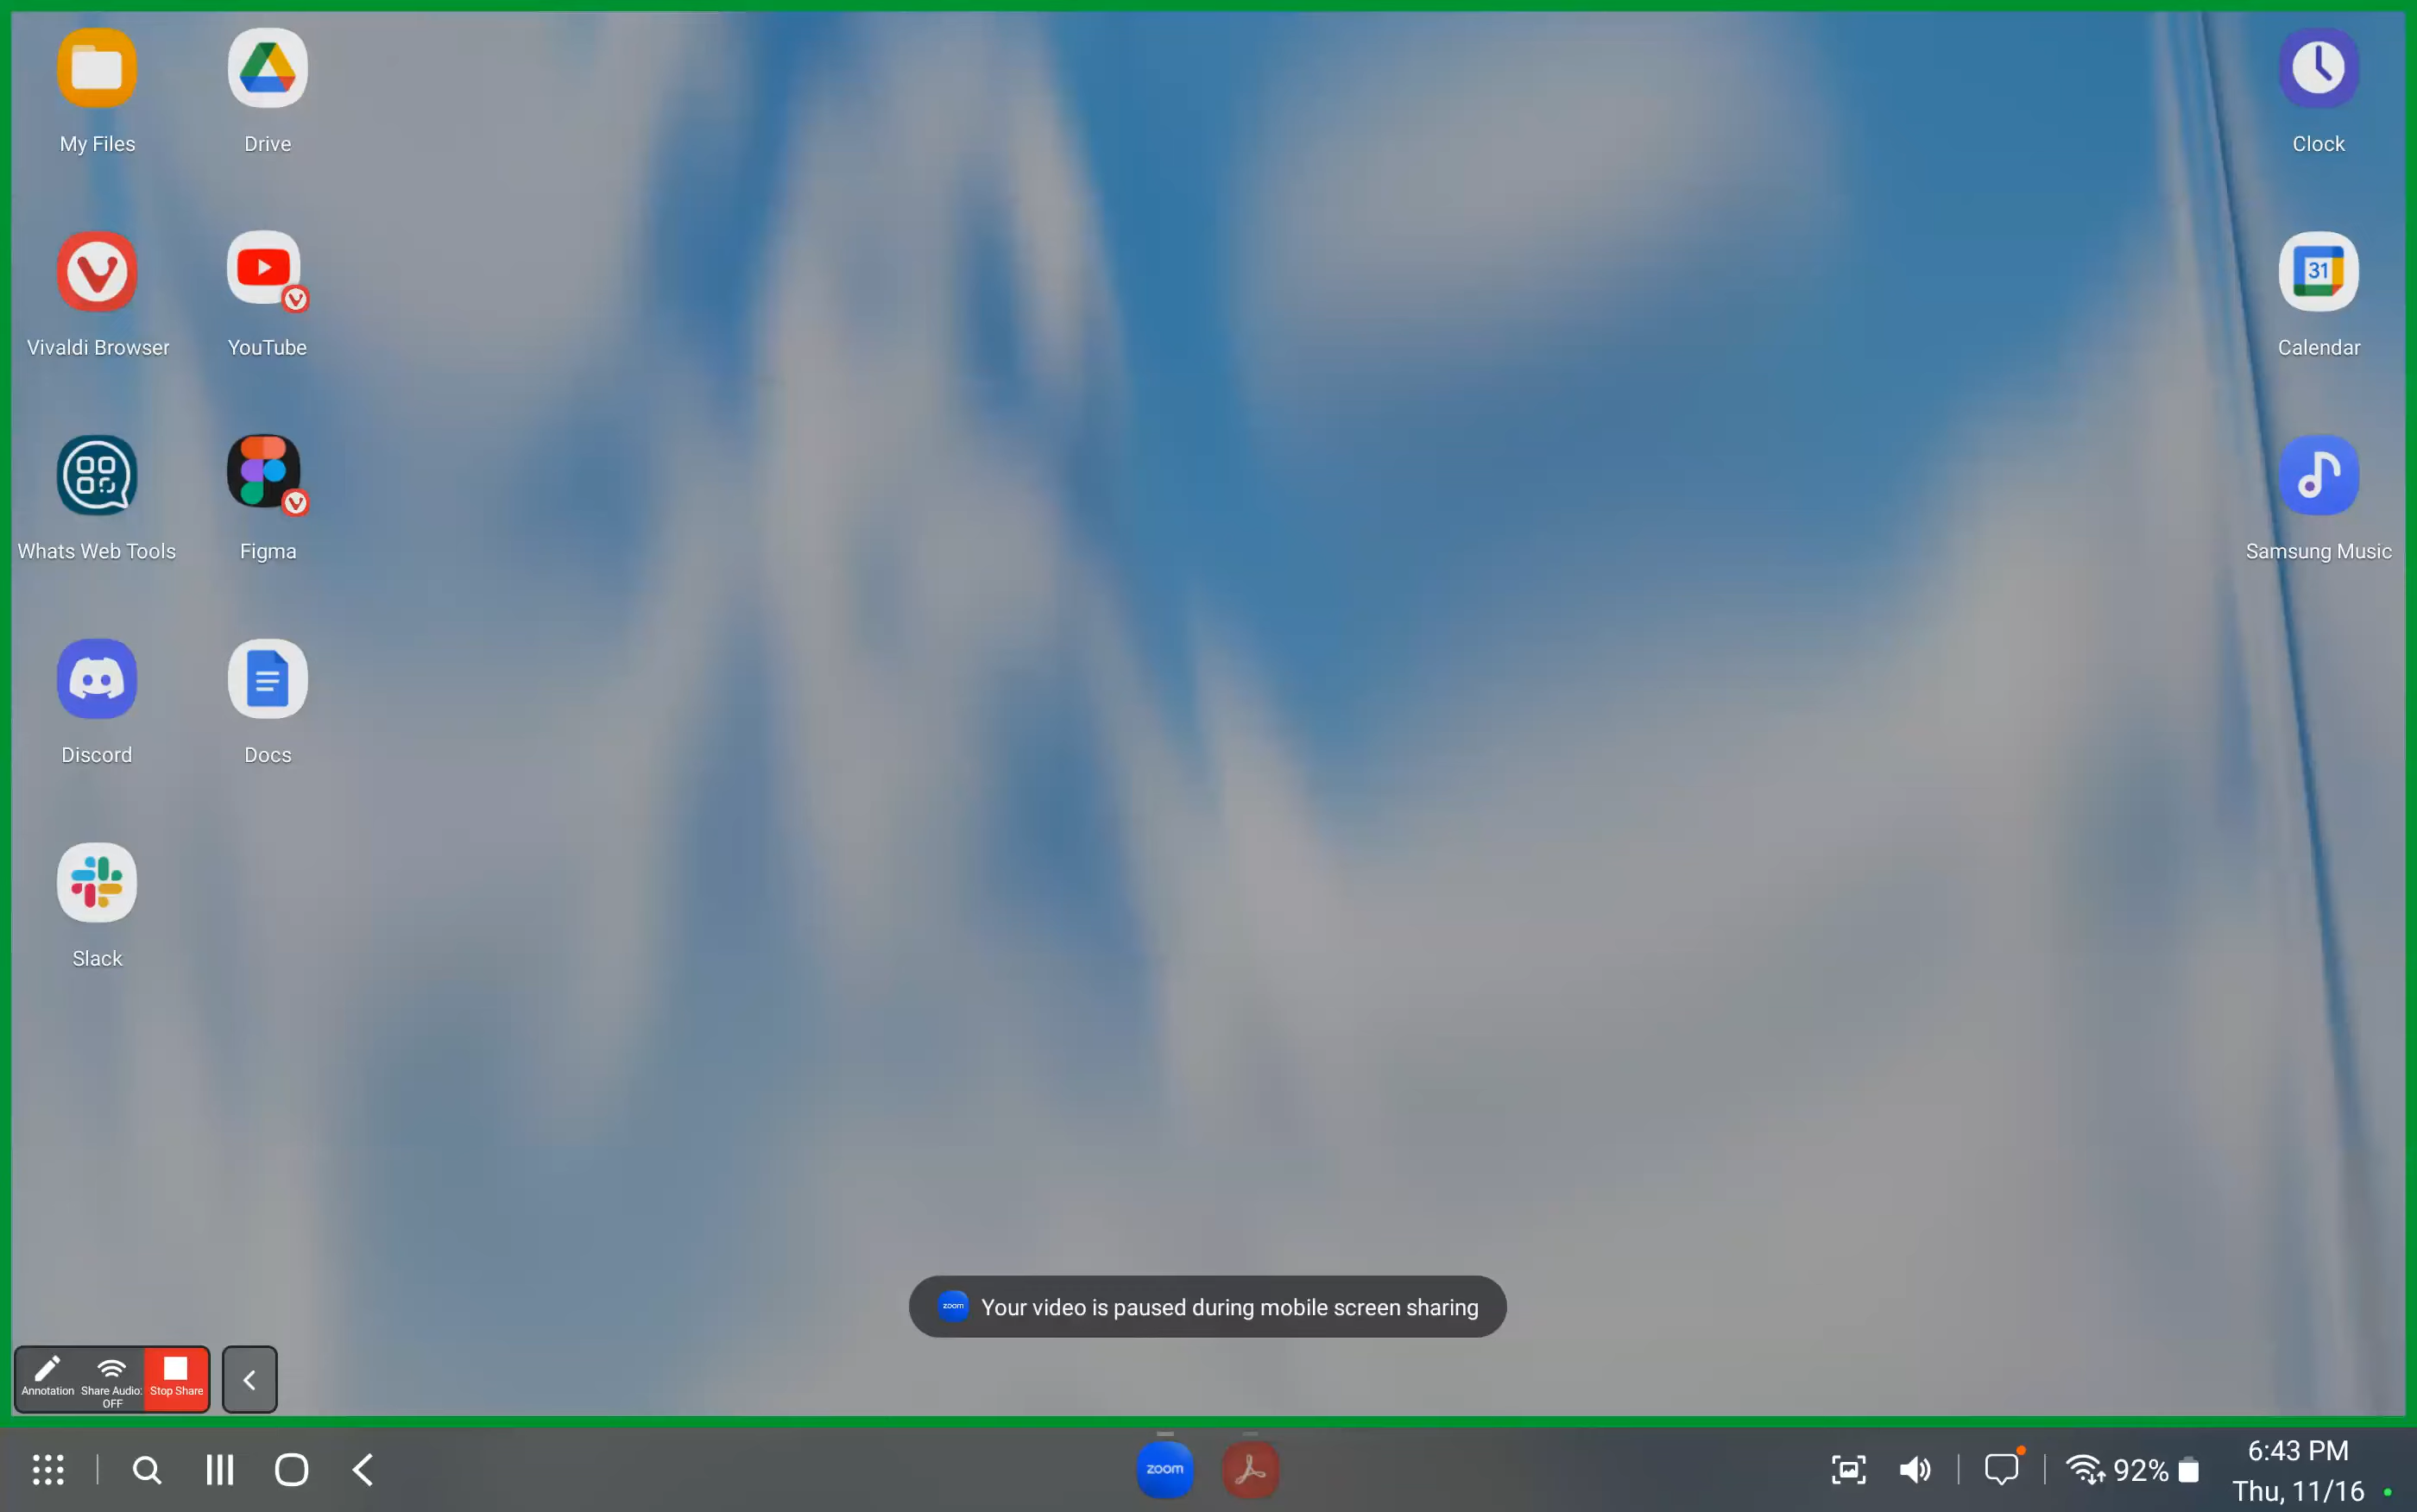 My Files
Drive
Clock
31
Vivaldi Browser
YouTube
Calendar
Whats Web Tools
Figma
Samsung Music
Discord
Docs
Slack
zoom Your video is paused during mobile screen sharing
Annotation
Share Audio:
OFF
Stop Share
zoom
92%
6:43 PM
Thu, 11/16